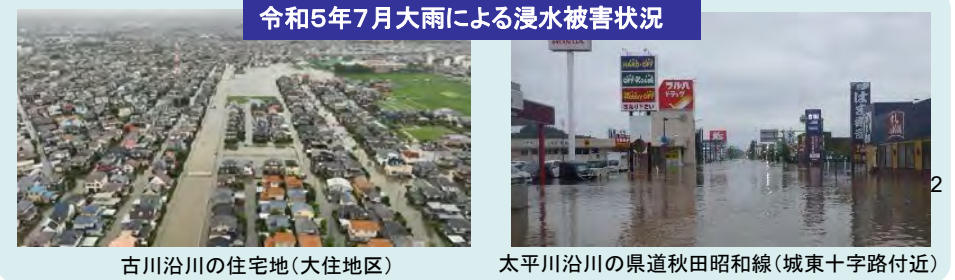 令和5年7月大雨による浸水被害状況
HONDA
HARD・OFF
OFF・HOUSE
Hobby・OFF
ツルハ
ドラッグ
2
古川沿川の住宅地（大住地区）
太平川沿川の県道秋田昭和線（城東十字路付近）